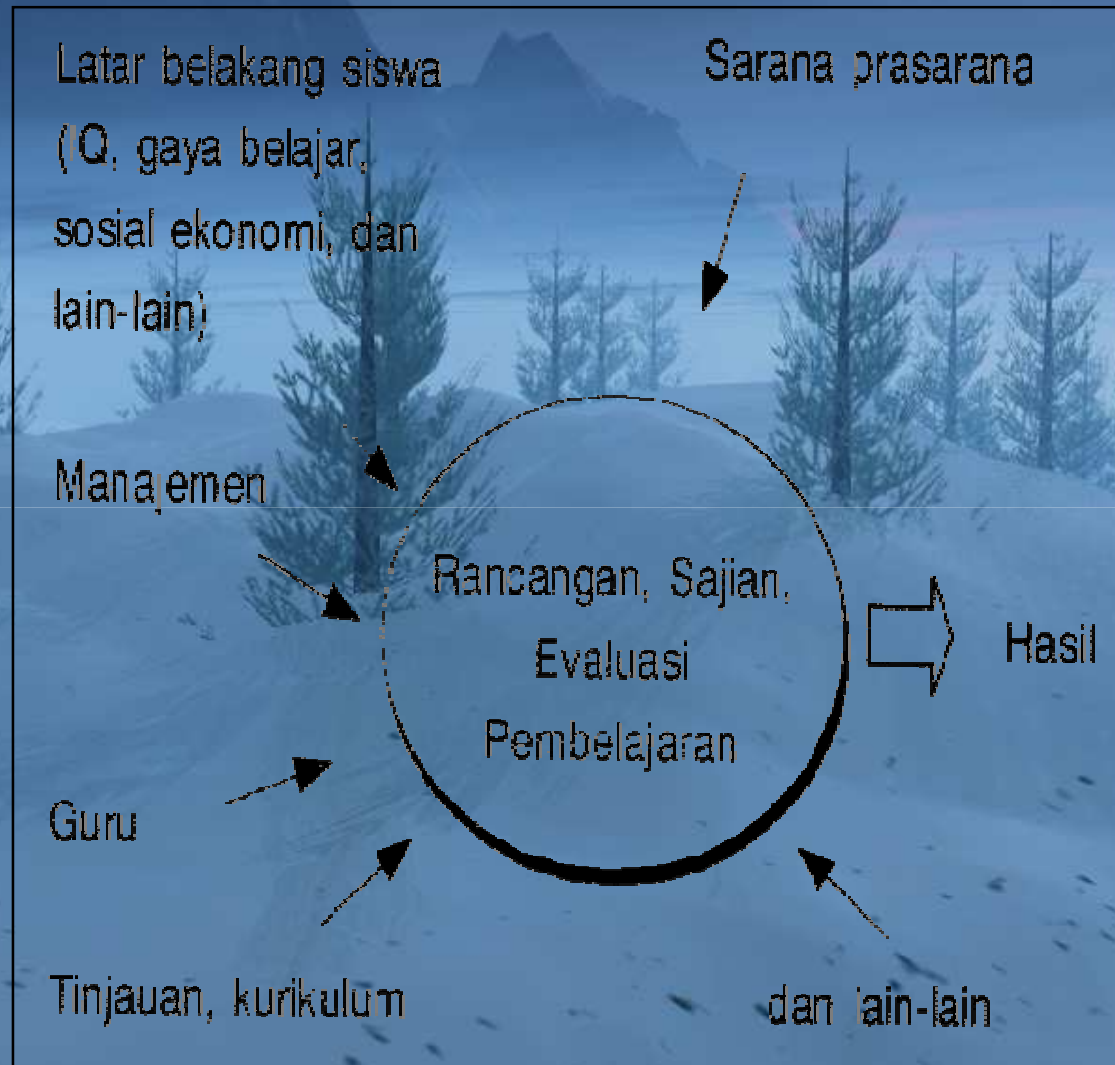 Latar belakang siswa
(IQ, gaya belajar,
sosial ekonomi, dan
lain-lain)
Sarana prasarana
Manajemen
Rancangan, Sajian,
Evaluasi
Pembelajaran
Hasil
Guru
Tinjauan, kurikulum
dan lain-lain